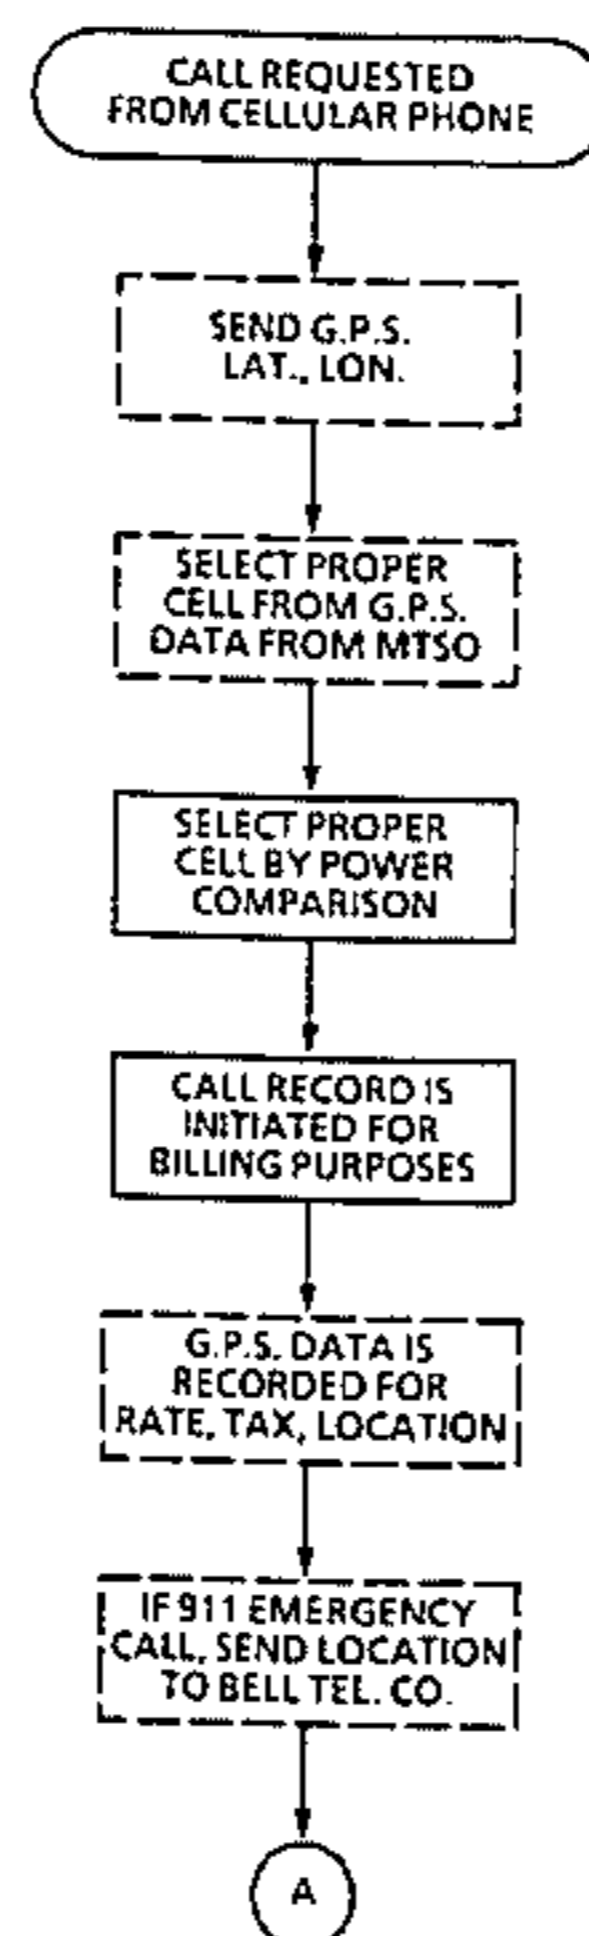 CALL REQUESTED
FROM CELLULAR PHONE
SEND G.P.S.
LAT., LON.
SELECT PROPER
CELL FROM G.P.S.
DATA FROM MTSO
SELECT PROPER
CELL BY POWER
COMPARISON
CALL RECORD IS
INITIATED FOR
BILLING PURPOSES
G.P.S. DATA IS
RECORDED FOR
RATE, TAX, LOCATION
IF 911 EMERGENCY
CALL, SEND LOCATION
TO BELL TEL. CO.
A